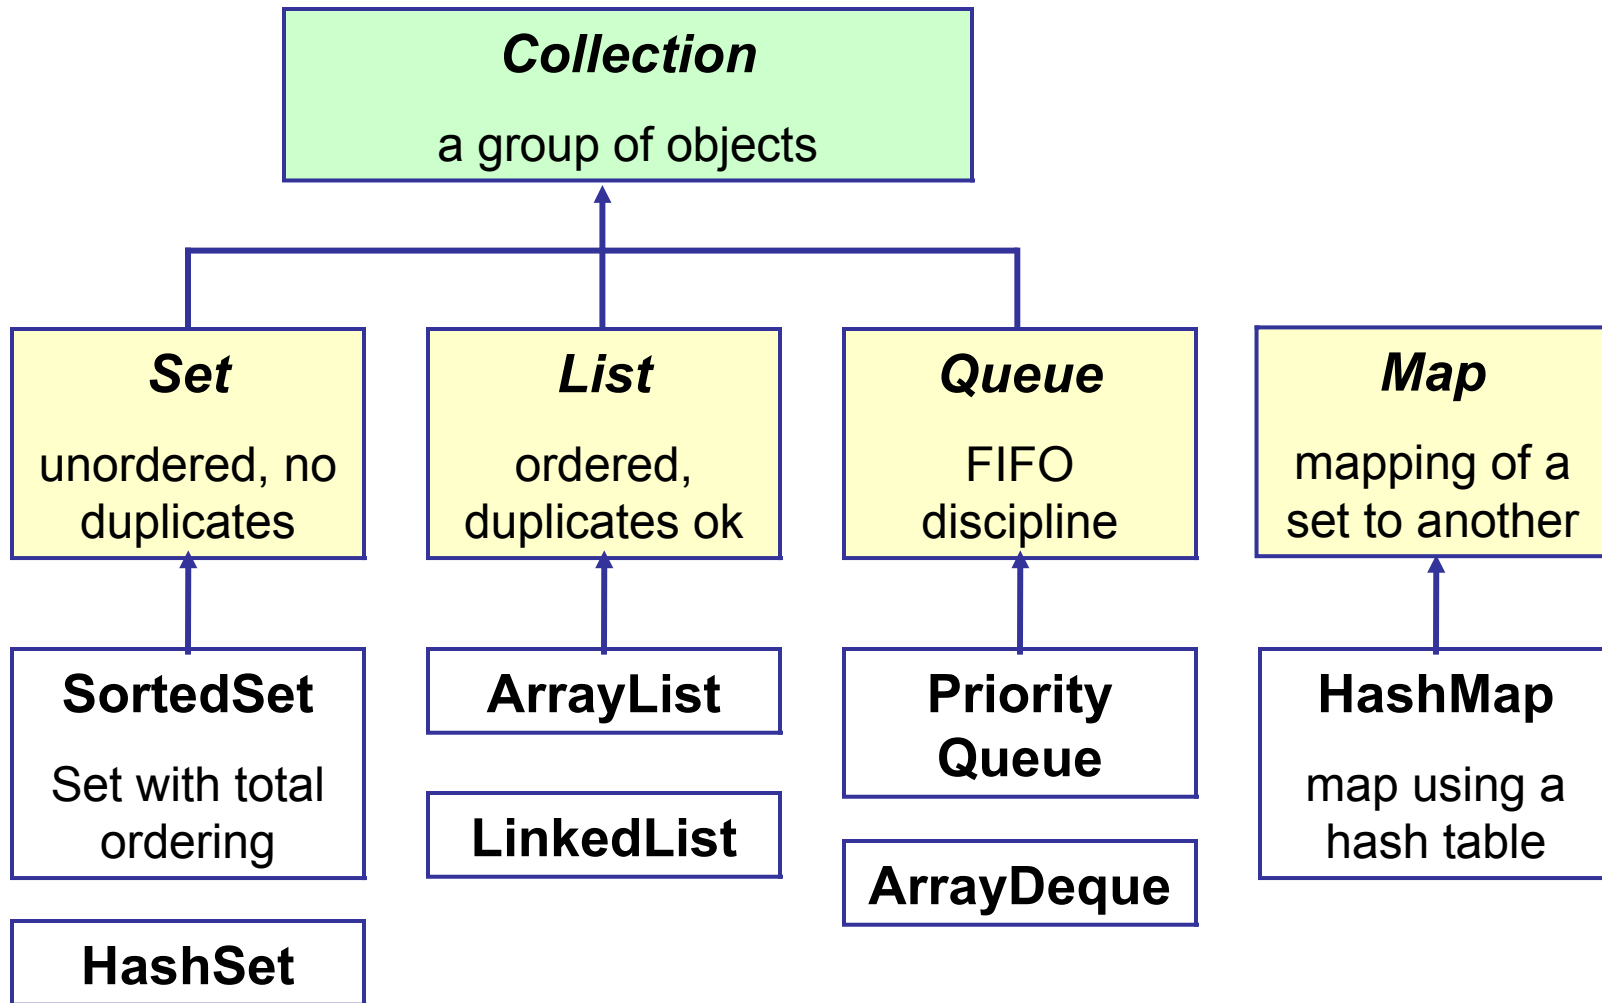 Collection
a group of objects
Set
unordered, no
duplicates
List
ordered,
duplicates ok
Queue
FIFO
discipline
Map
mapping of a
set to another
SortedSet
Set with total
ordering
HashSet
ArrayList
LinkedList
Priority
Queue
ArrayDeque
HashMap
map using a
hash table